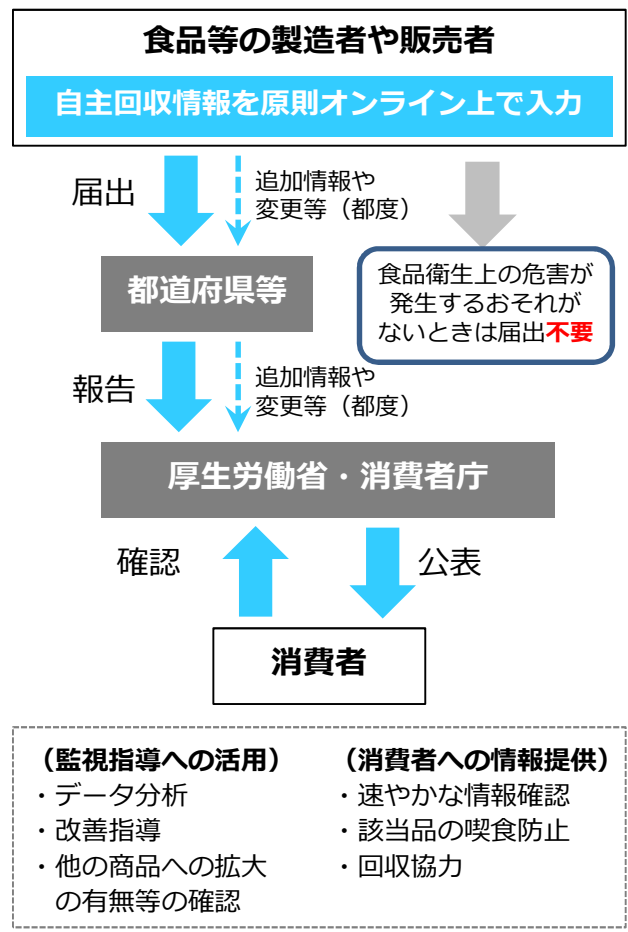 食品等の製造者や販売者
自主回収情報を原則オンライン上で入力
届出
追加情報や
変更等（都度）
食品衛生上の危害が
発生するおそれが
ないときは届出不要
都道府県等
報告
追加情報や
変更等（都度）
厚生労働省・消費者庁
確認
公表
消費者
（監視指導への活用）
・データ分析
・改善指導
・他の商品への拡大
の有無等の確認
（消費者への情報提供）
・速やかな情報確認
・該当品の喫食防止
・回収協力